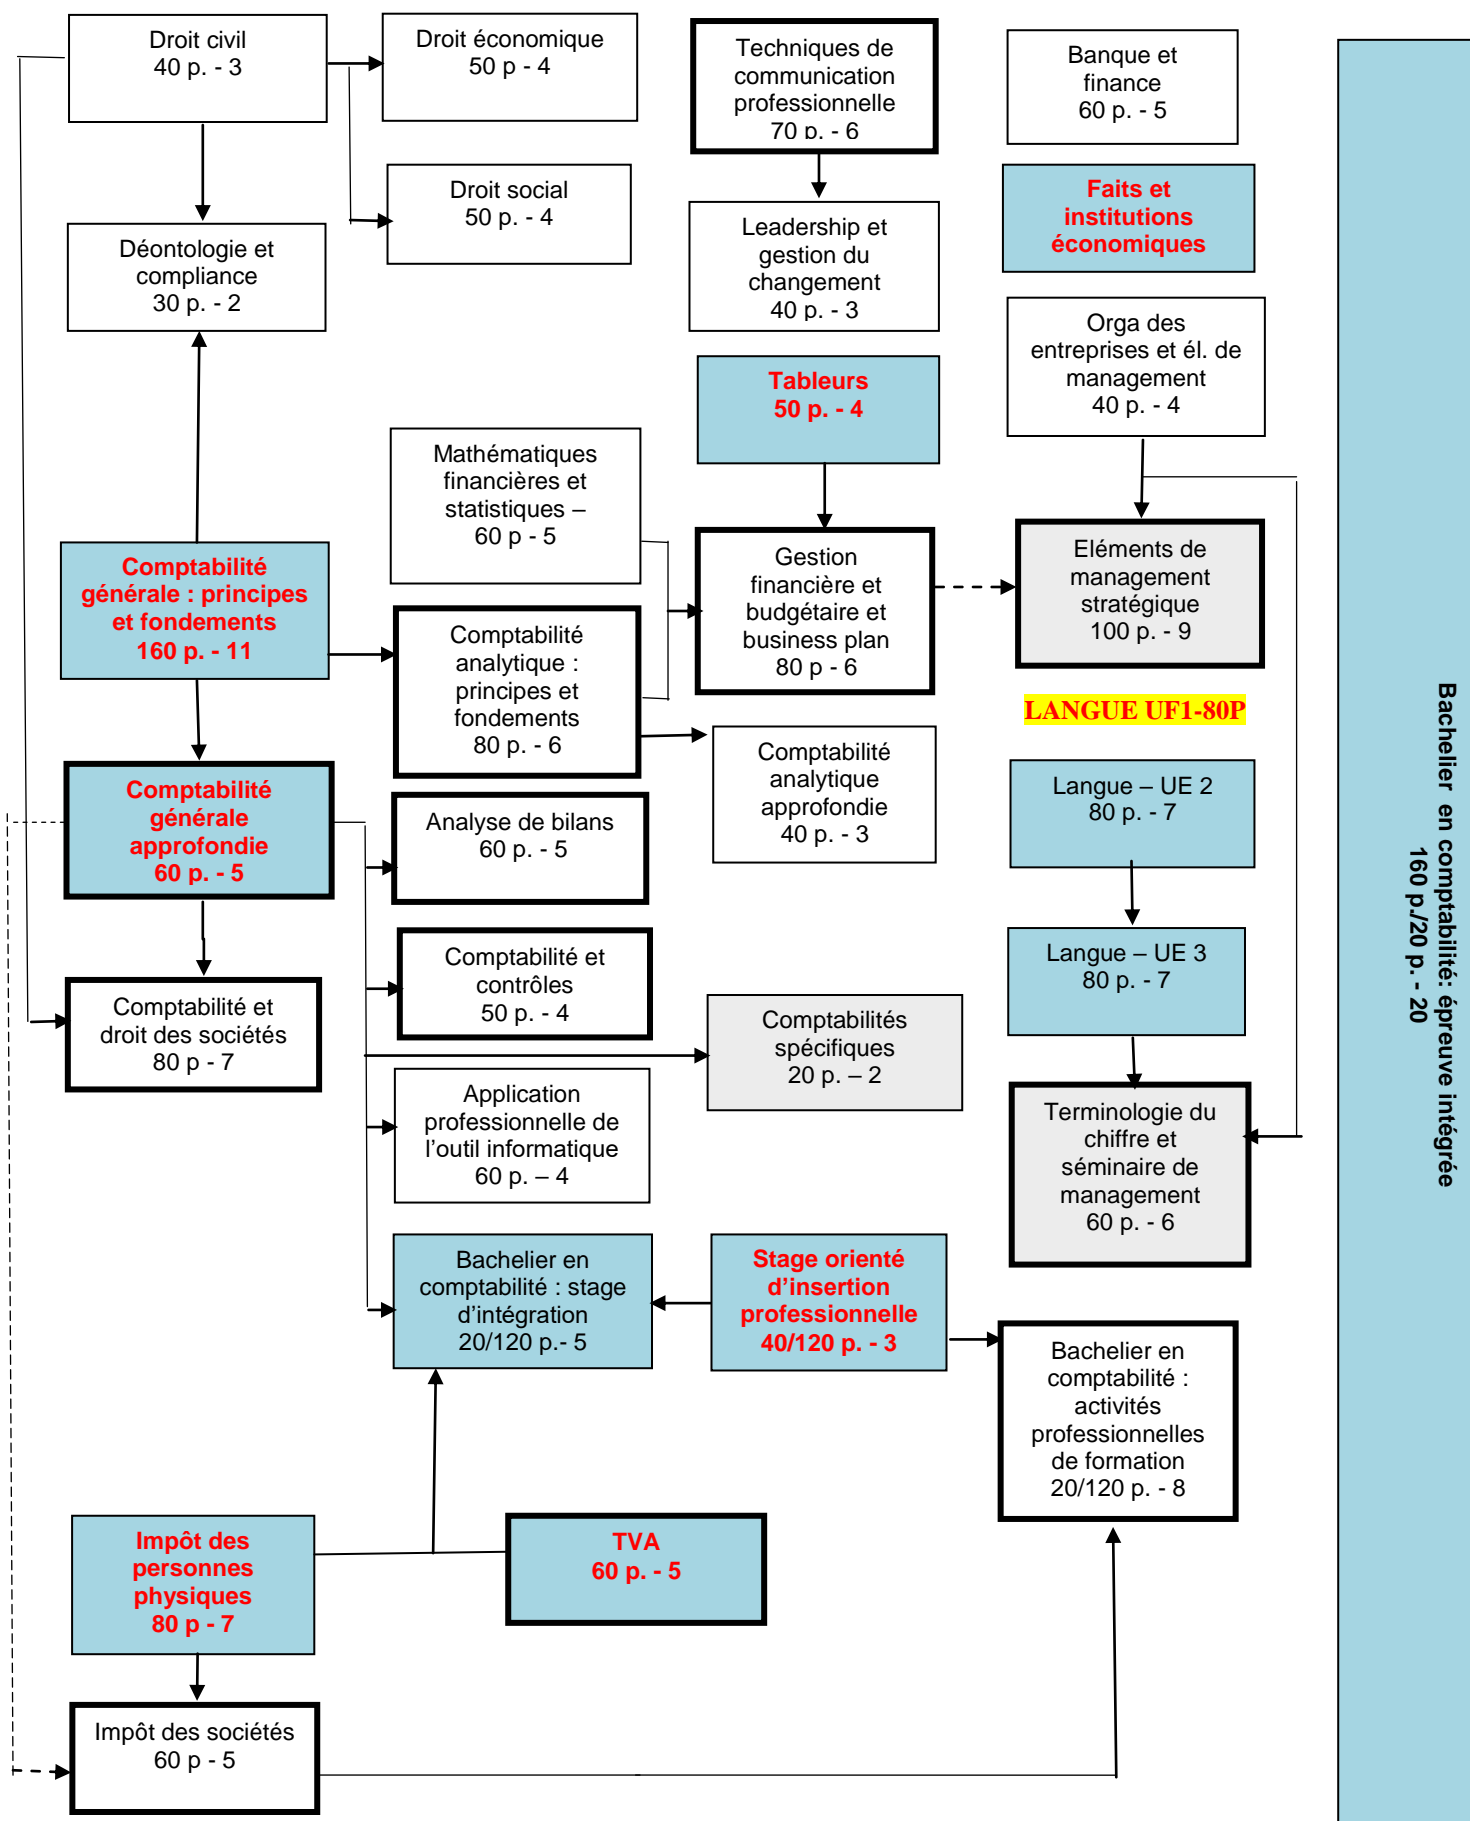 Droit civil
40 p. - 3
Droit économique
50 p - 4
Techniques de
communication
professionnelle
70 p. - 6
Banque et
finance
60 p. - 5
Droit social
50 p. - 4
Faits et
institutions
économiques
Déontologie et
compliance
30 p. - 2
Leadership et
gestion du
changement
40 p. - 3
Orga des
entreprises et él. de
management
40 p. - 4
Tableurs
50 p. - 4
Mathématiques
financières et
statistiques –
60 p - 5
Comptabilité
générale : principes
et fondements
160 p. - 11
Gestion
financière et
budgétaire et
business plan
80 p - 6
Eléments de
management
stratégique
100 p. - 9
Comptabilité
analytique :
principes et
fondements
80 p. - 6
LANGUE UF1-80P
Comptabilité
analytique
approfondie
40 p. - 3
Comptabilité
générale
approfondie
60 p. - 5
Analyse de bilans
60 p. - 5
Langue – UE 2
80 p. - 7
Comptabilité et
contrôles
50 p. - 4
Langue – UE 3
80 p. - 7
Comptabilité et
droit des sociétés
80 p - 7
Comptabilités
spécifiques
20 p. – 2
Application
professionnelle de
l’outil informatique
60 p. – 4
Terminologie du
chiffre et
séminaire de
management
60 p. - 6
Bachelier en
comptabilité : stage
d’intégration
20/120 p.- 5
Stage orienté
d’insertion
professionnelle
40/120 p. - 3
Bachelier en
comptabilité :
activités
professionnelles
de formation
20/120 p. - 8
Impôt des
personnes
physiques
80 p - 7
TVA
60 p. - 5
Impôt des sociétés
60 p - 5
Bachelier en comptabilité: épreuve intégrée
160 p./20 p. - 20